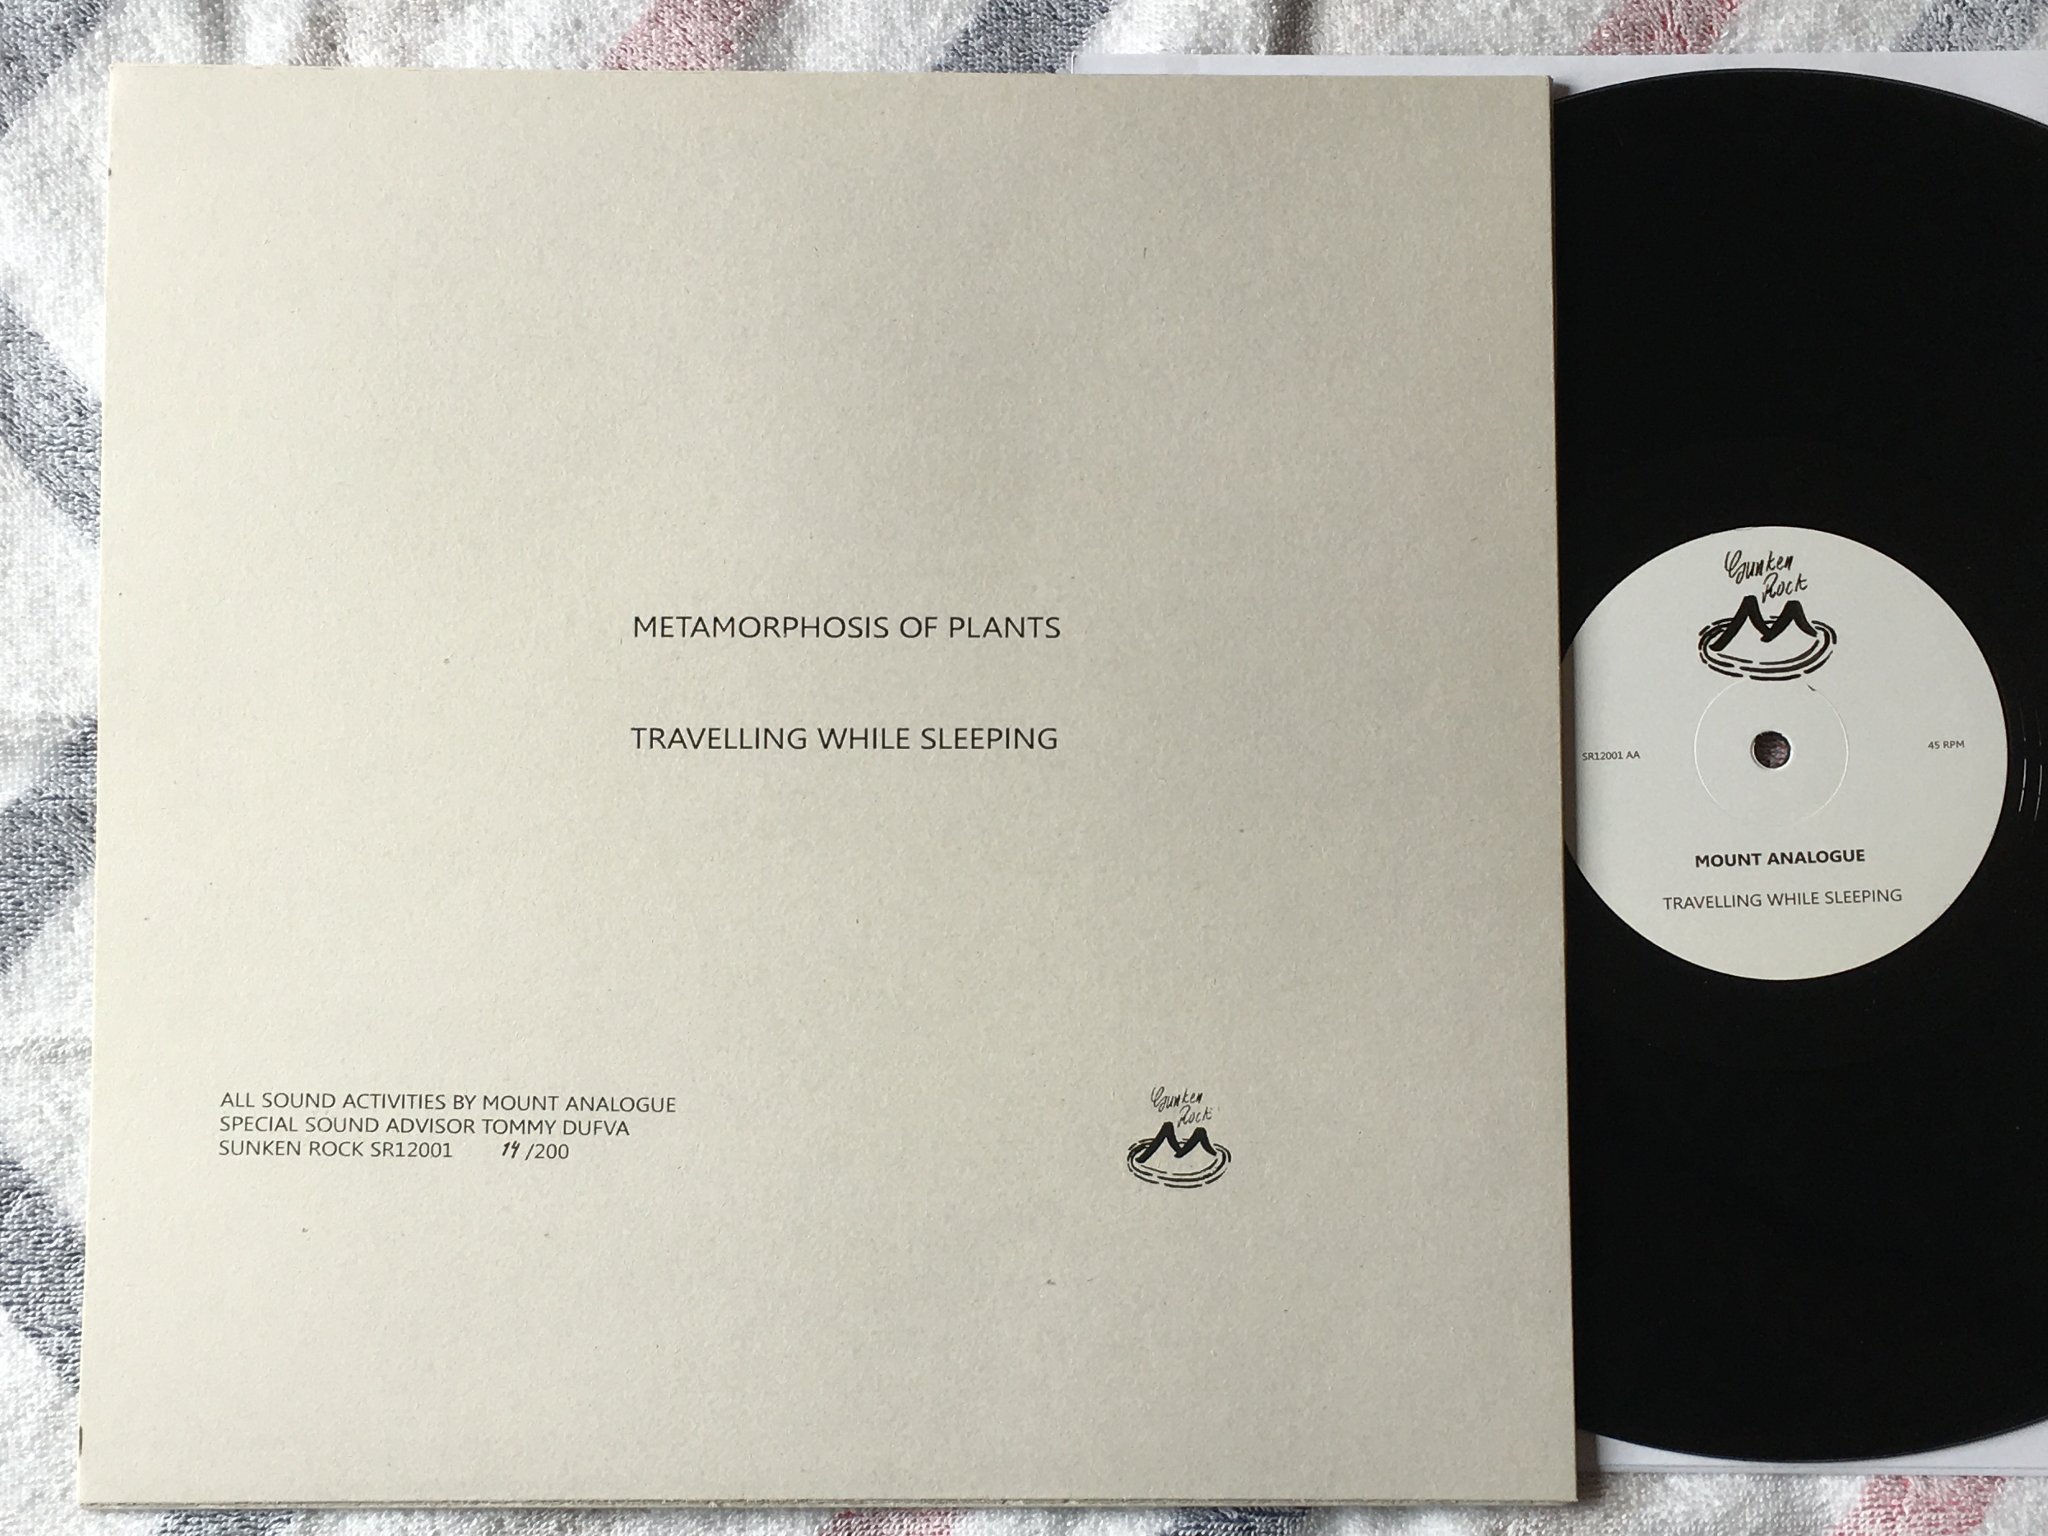 METAMORPHOSIS OF PLANTS
TRAVELLING WHILE SLEEPING
ALL SOUND ACTIVITIES BY MOUNT ANALOGUE
SPECIAL SOUND ADVISOR TOMMY DUFVA
SUNKEN ROCK SR12001 14 /200
Sunken
Rock
Sunken
Rock
SR12001 AA
45 RPM
MOUNT ANALOGUE
TRAVELLING WHILE SLEEPING